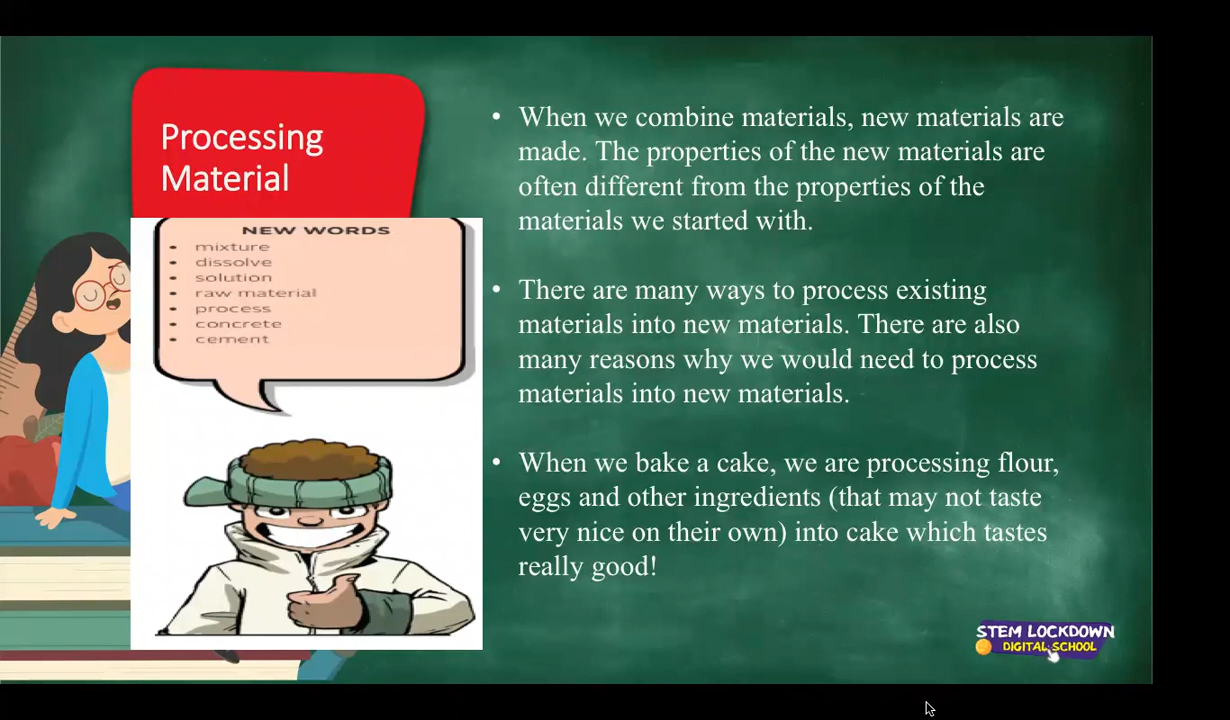 Processing
Material
NEW WORDS
• mixture
• dissolve
• solution
• raw material
• process
• concrete
• cement
• When we combine materials, new materials are
made. The properties of the new materials are
often different from the properties of the
materials we started with.
• There are many ways to process existing
materials into new materials. There are also
many reasons why we would need to process
materials into new materials.
• When we bake a cake, we are processing flour,
eggs and other ingredients (that may not taste
very nice on their own) into cake which tastes
really good!
STEM LOCKDOWN
DIGITAL SCHOOL